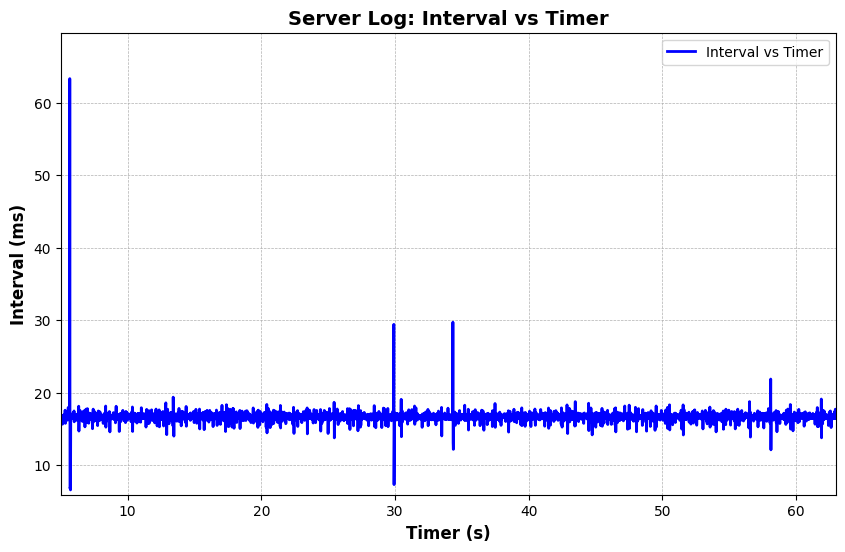 Server Log: Interval vs Timer
Interval vs Timer
Interval (ms)
60
50
40
30
20
10
10 20 30 40 50 60
Timer (s)